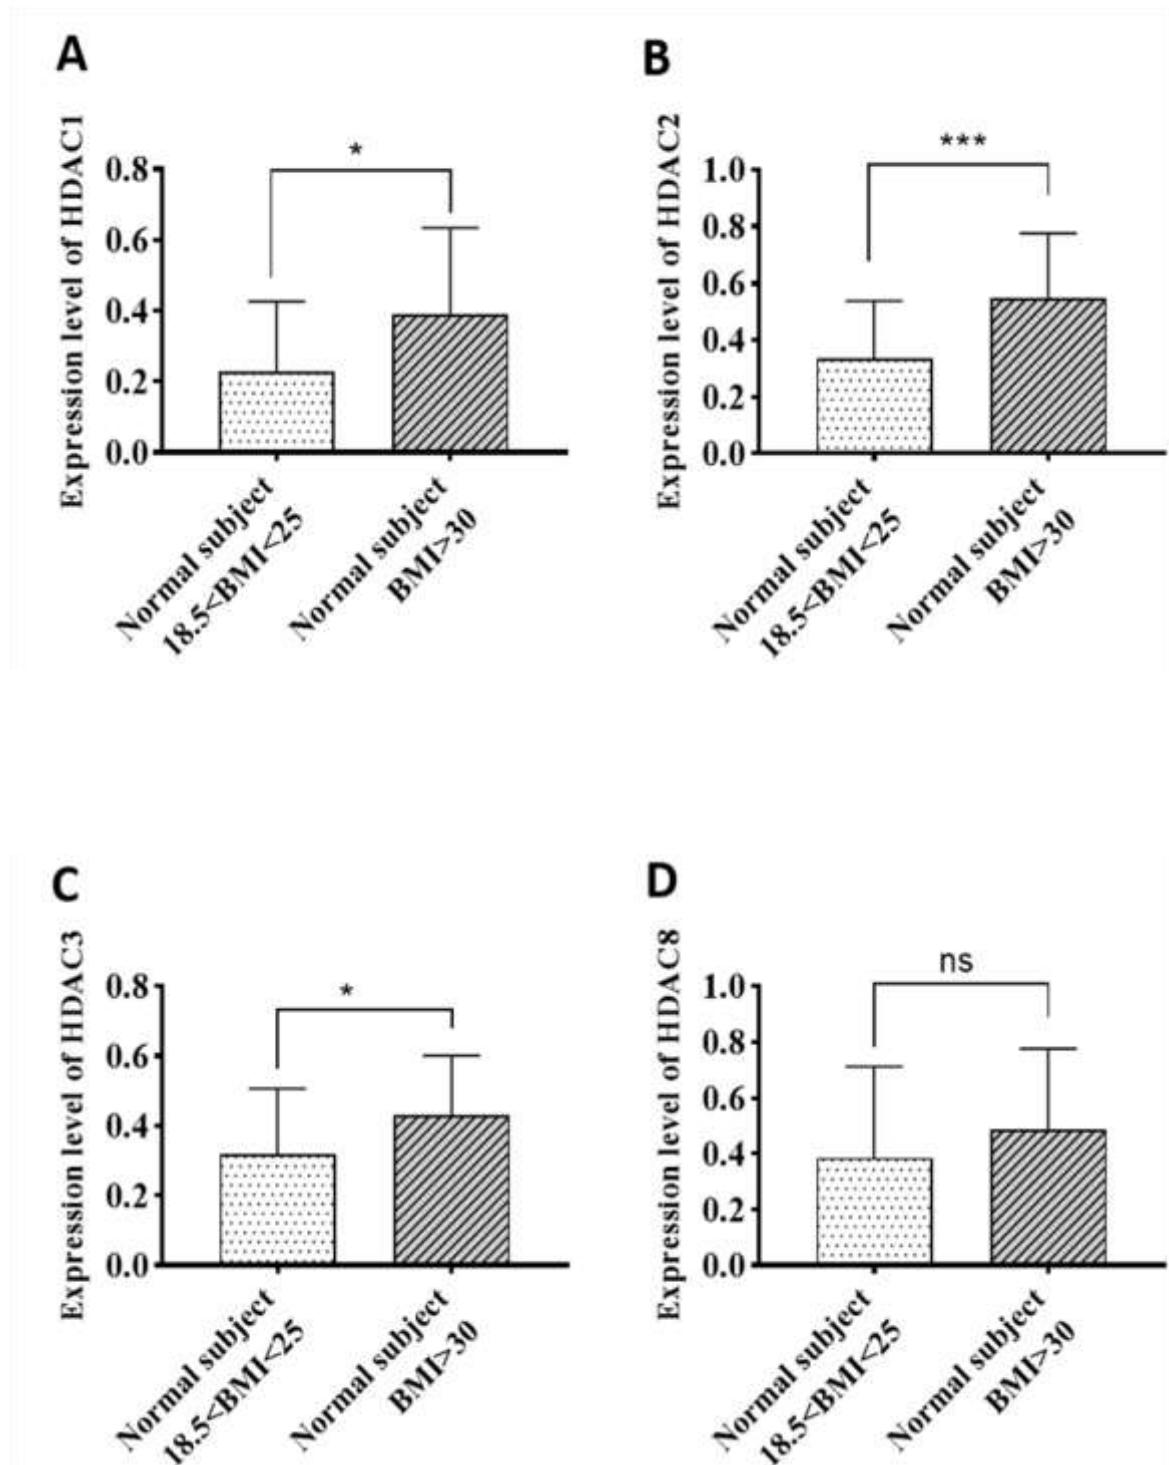 A
Expression level of HDAC1
0.8
0.6
0.4
0.2
0.0
*
Normal subject
18.5<BMI<25
Normal subject
BMI>30
B
Expression level of HDAC2
1.0
0.8
0.6
0.4
0.2
0.0
***
Normal subject
18.5<BMI<25
Normal subject
BMI>30
C
Expression level of HDAC3
0.8
0.6
0.4
0.2
0.0
*
Normal subject
18.5<BMI<25
Normal subject
BMI>30
D
Expression level of HDAC8
1.0
0.8
0.6
0.4
0.2
0.0
ns
Normal subject
18.5<BMI<25
Normal subject
BMI>30